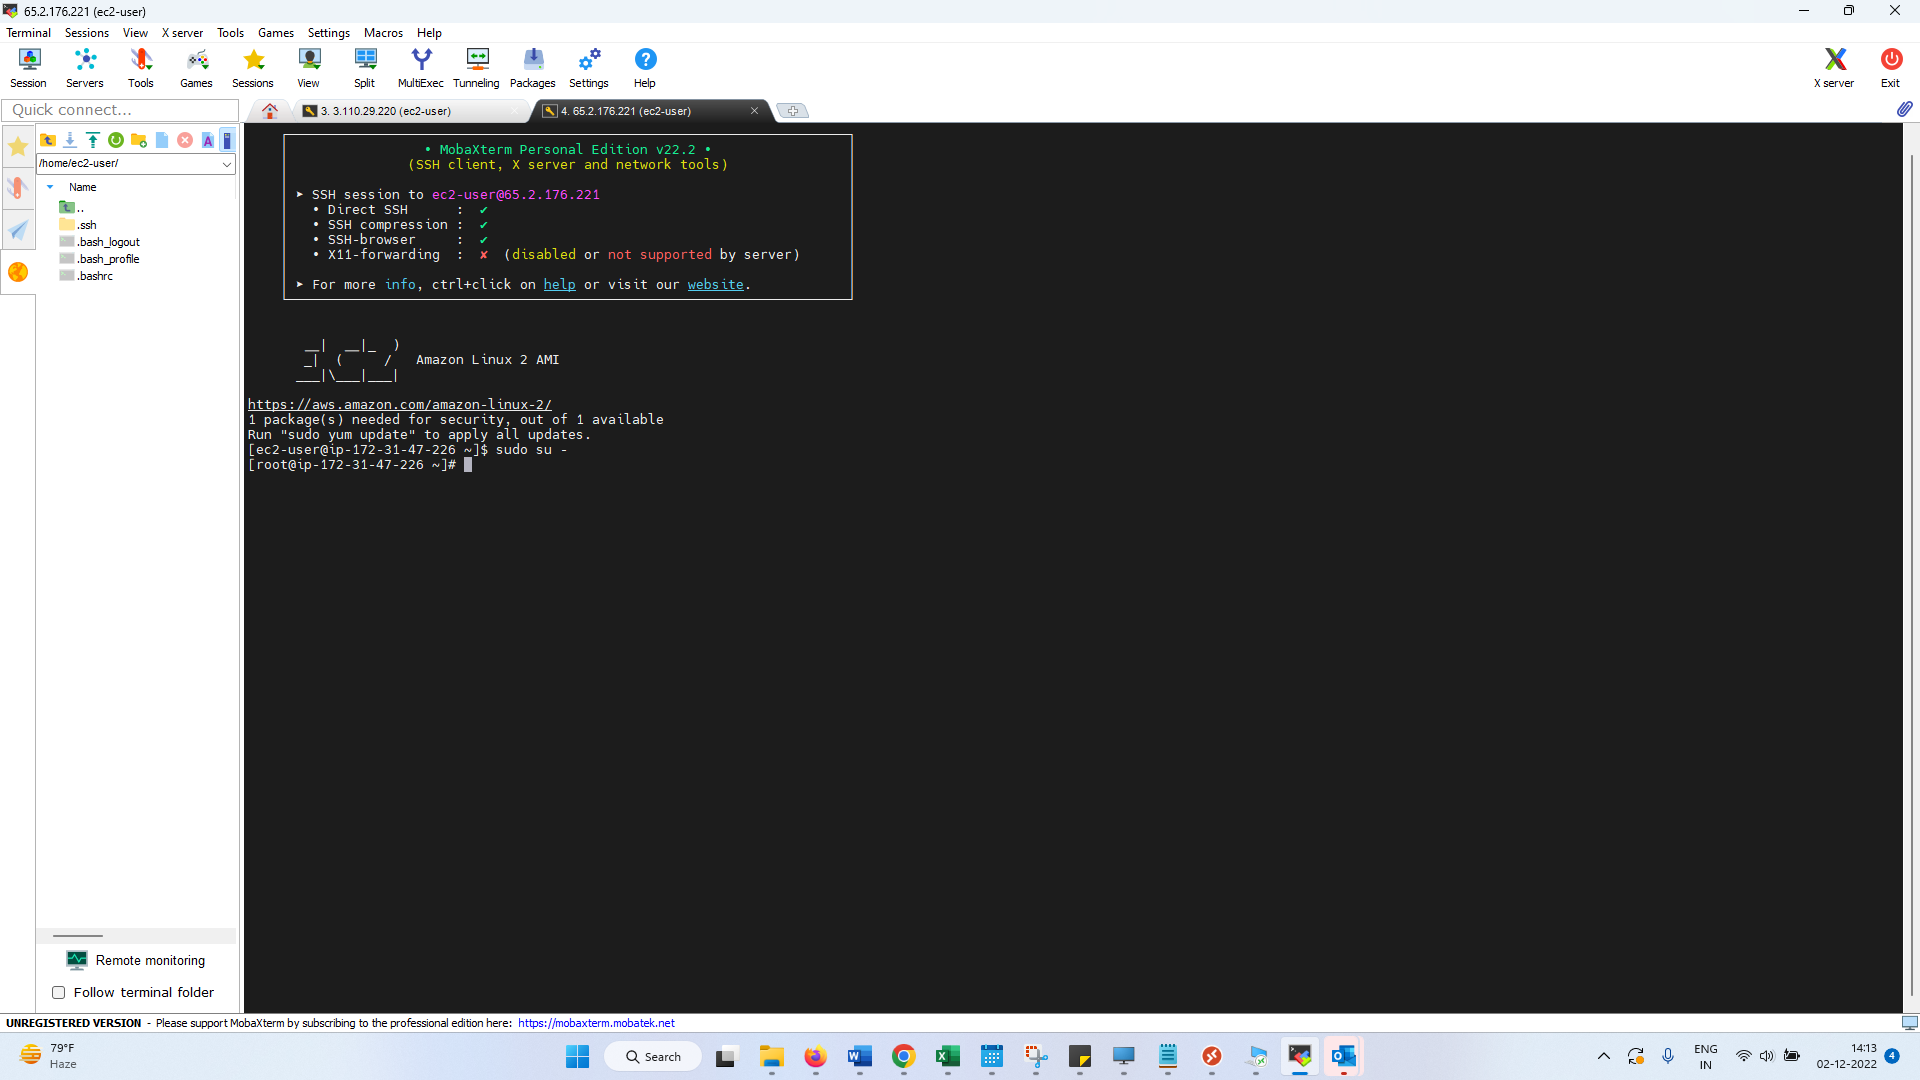 65.2.176.221 (ec2-user)
Terminal Sessions View X server Tools Games Settings Macros Help
Session Servers Tools Games Sessions View Split MultiExec Tunneling Packages Settings Help X server Exit
Quick connect...
3. 3.110.29.220 (ec2-user)
4. 65.2.176.221 (ec2-user)
/home/ec2-user/
Name
..
.ssh
.bash_logout
.bash_profile
.bashrc
• MobaXterm Personal Edition v22.2 •
(SSH client, X server and network tools)
➤ SSH session to ec2-user@65.2.176.221
• Direct SSH : ✔
• SSH compression : ✔
• SSH-browser : ✔
• X11-forwarding : ✘ (disabled or not supported by server)
➤ For more info, ctrl+click on help or visit our website.
__| __|_ )
_| ( / Amazon Linux 2 AMI
___|\___|___|
https://aws.amazon.com/amazon-linux-2/
1 package(s) needed for security, out of 1 available
Run "sudo yum update" to apply all updates.
[ec2-user@ip-172-31-47-226 ~]$ sudo su -
[root@ip-172-31-47-226 ~]#
Remote monitoring
Follow terminal folder
UNREGISTERED VERSION - Please support MobaXterm by subscribing to the professional edition here: https://mobaxterm.mobatek.net
79°F
Haze
Search
ENG
IN
14:13
02-12-2022
4